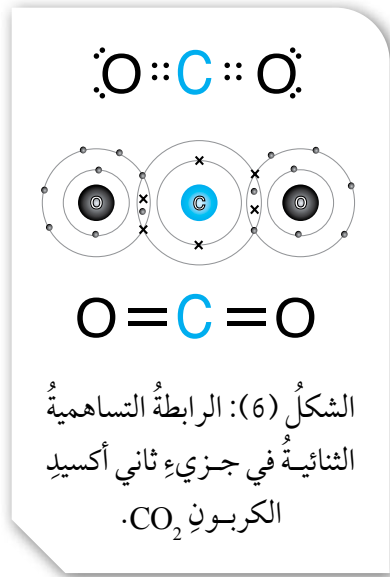 O :: C :: O
O C O
O=C=O
الشكلُ (6): الرابطةُ التساهميةُ
الثنائيـةُ في جـزيءِ ثاني أكسيدِ
الكربـونِ CO₂.